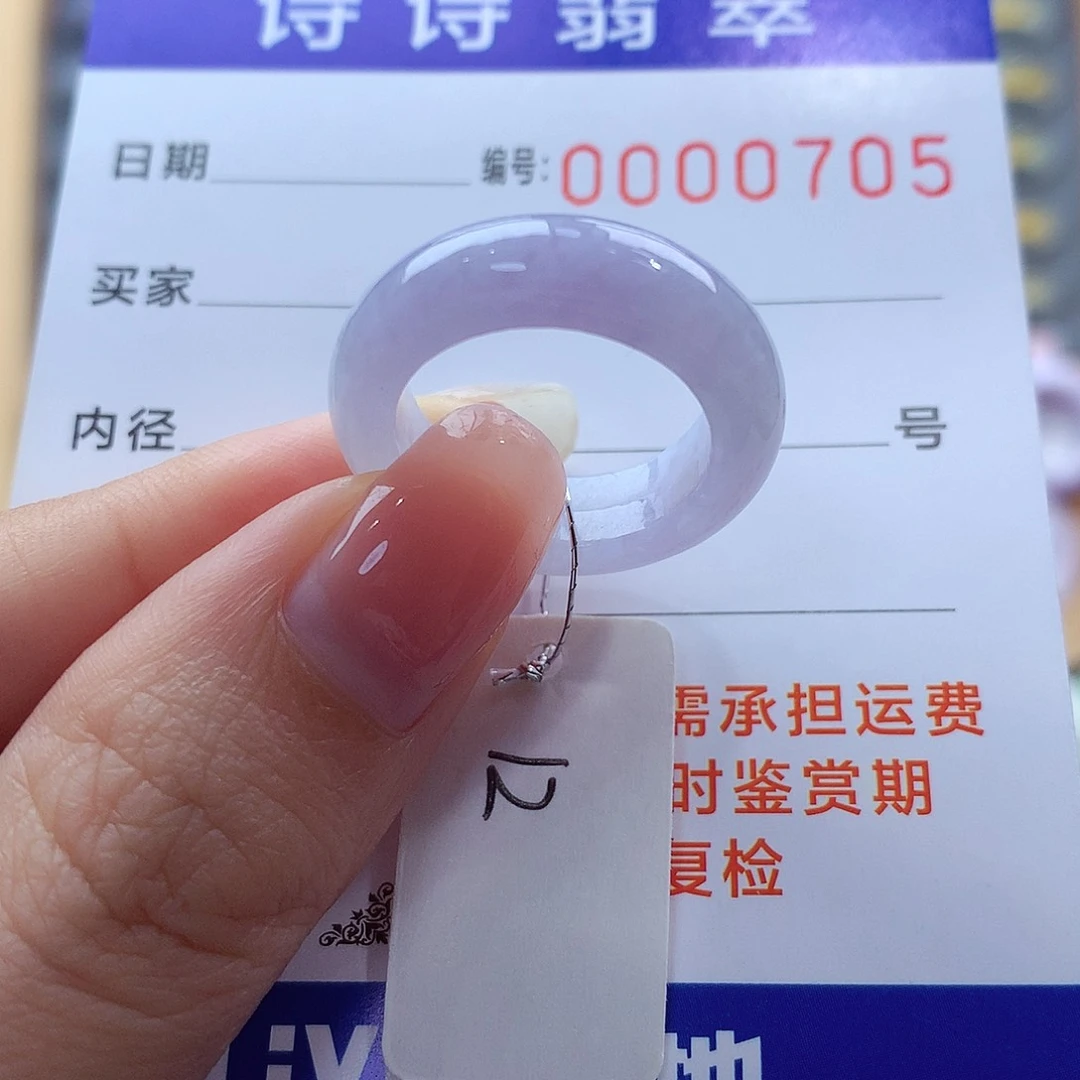 诗诗翡翠
日期 编号: 0000705
买家
内径 号
需承担运费
时鉴赏期
复检
12